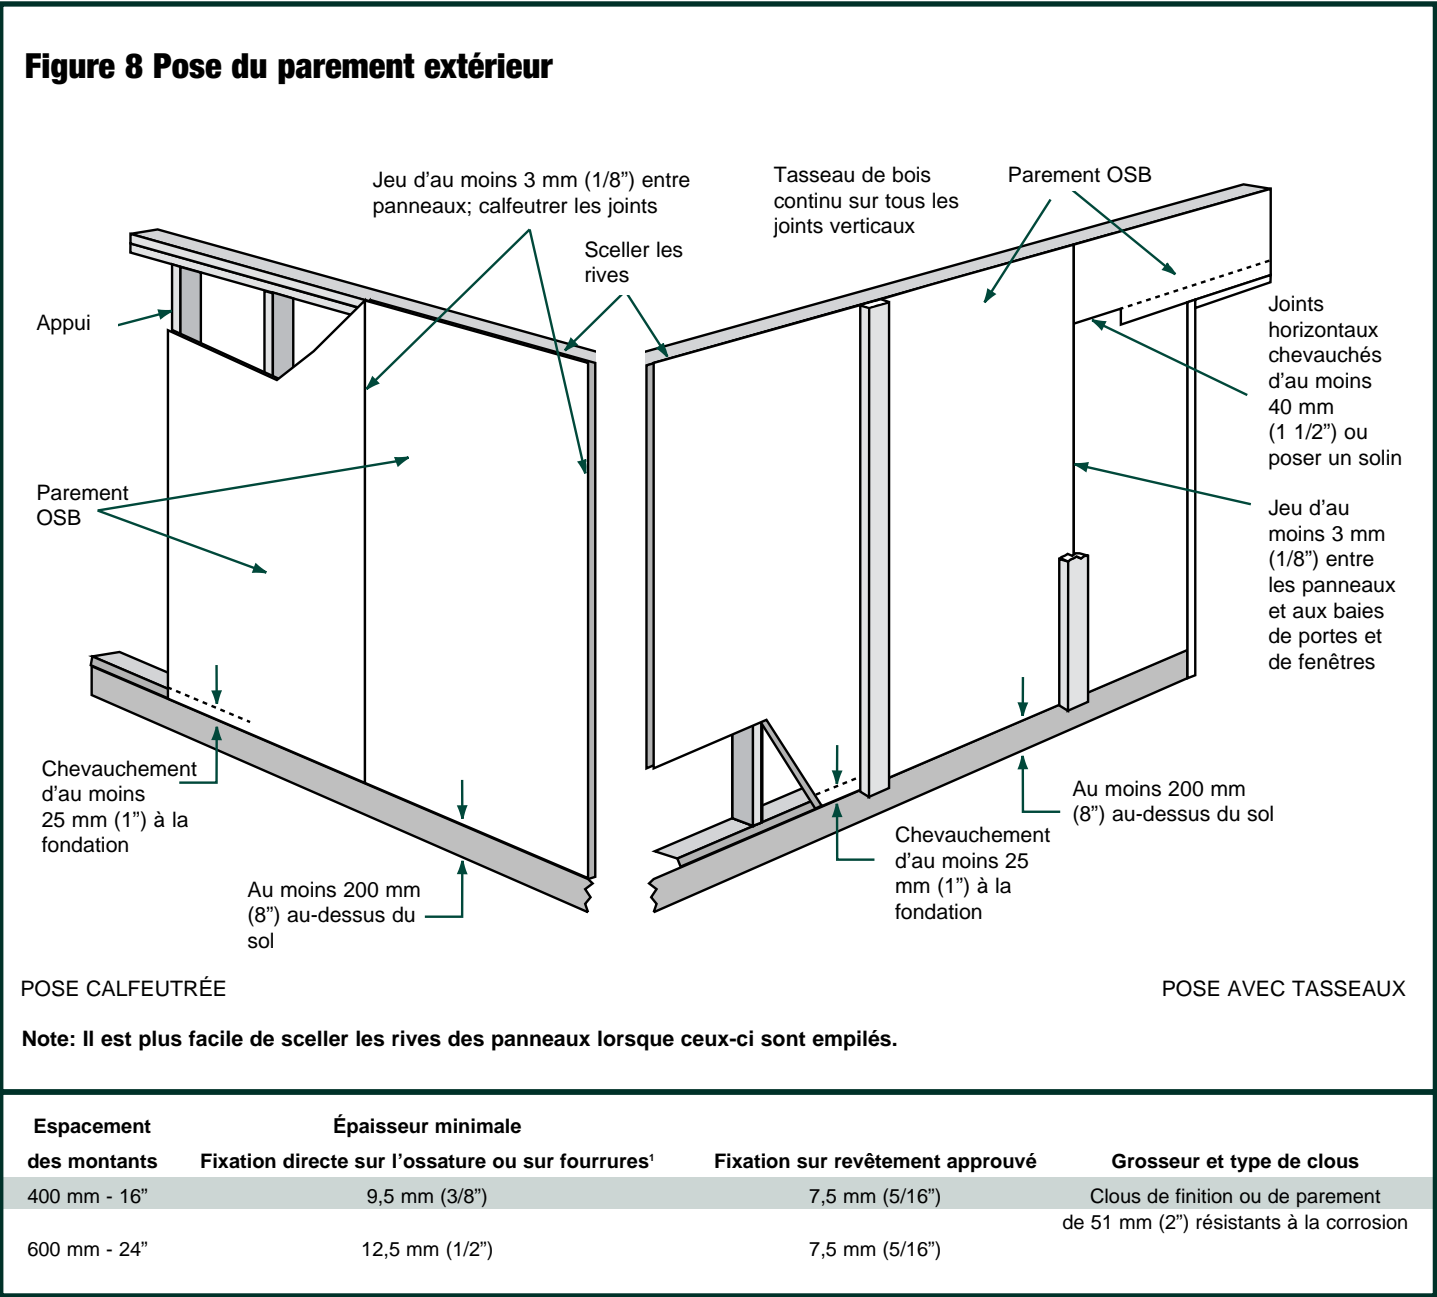 Figure 8 Pose du parement extérieur
Jeu d'au moins 3 mm (1/8”) entre
panneaux; calfeutrer les joints
Sceller les
rives
Tasseau de bois
continu sur tous les
joints verticaux
Parement OSB
Appui
Parement
OSB
Joints
horizontaux
chevauchés
d'au moins
40 mm
(1 1/2”) ou
poser un solin
Jeu d'au
moins 3 mm
(1/8”) entre
les panneaux
et aux baies
de portes et
de fenêtres
Chevauchement
d'au moins
25 mm (1”) à la
fondation
Au moins 200 mm
(8”) au-dessus du
sol
Chevauchement
d'au moins 25
mm (1”) à la
fondation
Au moins 200 mm
(8”) au-dessus du sol
POSE CALFEUTRÉE
POSE AVEC TASSEAUX
Note: Il est plus facile de sceller les rives des panneaux lorsque ceux-ci sont empilés.
Espacement Épaisseur minimale
des montants Fixation directe sur l'ossature ou sur fourrures¹ Fixation sur revêtement approuvé Grosseur et type de clous
400 mm - 16” 9,5 mm (3/8”) 7,5 mm (5/16”) Clous de finition ou de parement
de 51 mm (2”) résistants à la corrosion
600 mm - 24” 12,5 mm (1/2”) 7,5 mm (5/16”)